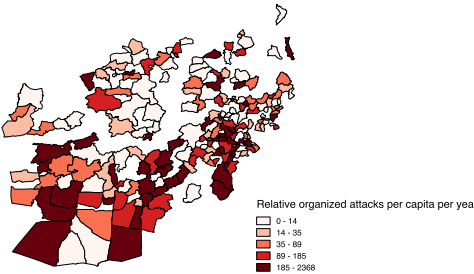 Relative organized attacks per capita per yea
0 - 14
14 - 35
35 - 89
89 - 185
185 - 2368